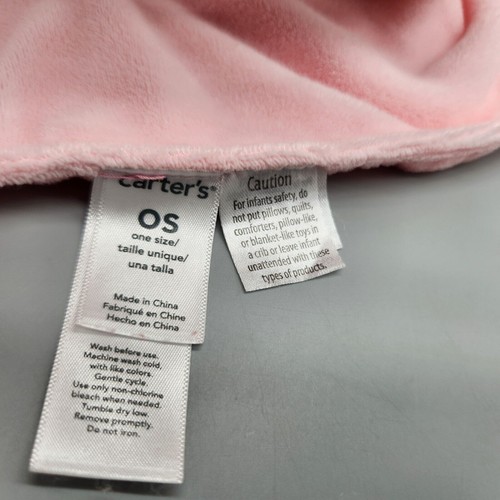 carter's®
OS
one size/
taille unique/
una talla
Made in China
Fabriqué en Chine
Hecho en China
Wash before use.
Machine wash cold,
with like colors.
Gentle cycle.
Use only non-chlorine
bleach when needed.
Tumble dry low.
Remove promptly.
Do not iron.
Caution
For infants safety, do
not put pillows, quilts,
comforters, pillow-like,
or blanket-like toys in
a crib or leave infant
unattended with these
types of products.